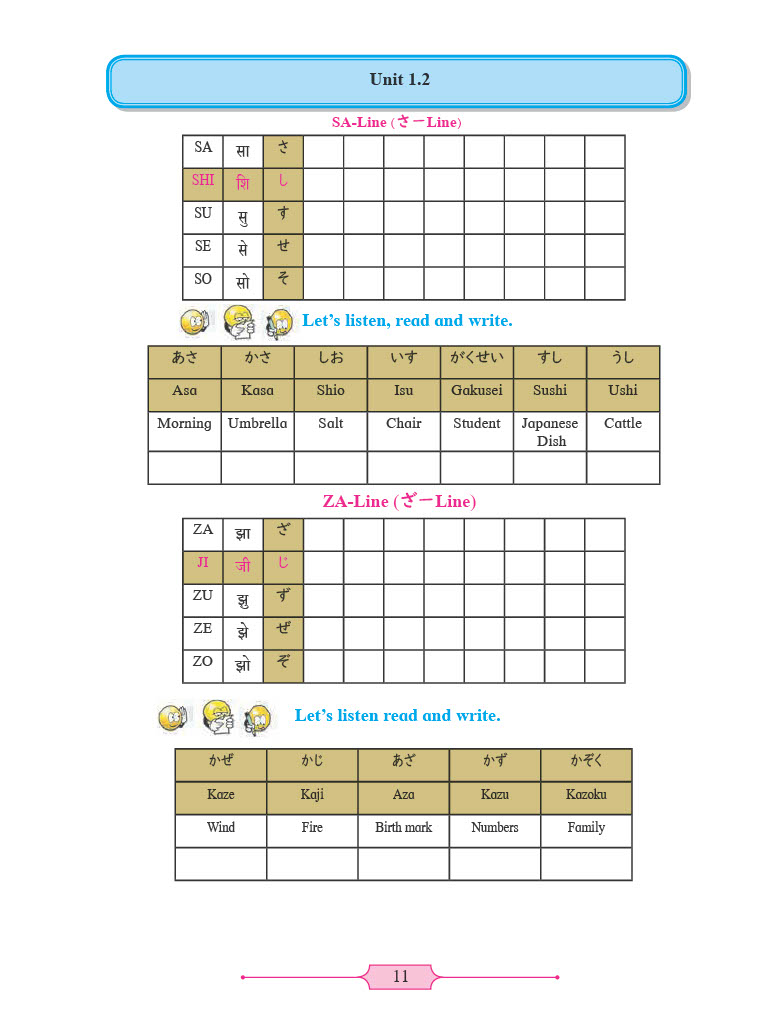 Unit 1.2
SA-Line (さーLine)
SA सा さ
SHI शि し
SU सु す
SE से せ
SO सो そ
Let's listen, read and write.
あさ かさ しお いす がくせい すし うし
Asa Kasa Shio Isu Gakusei Sushi Ushi
Morning Umbrella Salt Chair Student Japanese Dish Cattle
ZA-Line (ざーLine)
ZA झा ざ
JI जी じ
ZU झु ず
ZE झे ぜ
ZO झो ぞ
Let's listen read and write.
かぜ かじ あざ かず かぞく
Kaze Kaji Aza Kazu Kazoku
Wind Fire Birth mark Numbers Family
11